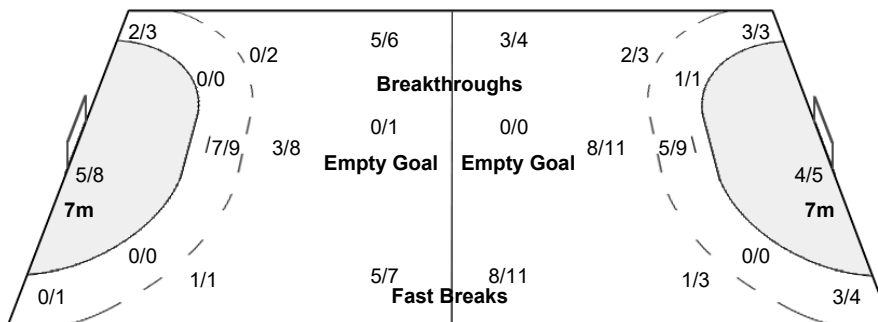 2/3 5/6 3/4 3/3
0/2 2/3
0/0 Breakthroughs 1/1
0/1 0/0
7/9 3/8 8/11 5/9
Empty Goal Empty Goal
5/8 4/5
7m 7m
0/0 0/0
1/1 5/7 8/11 1/3
0/1 Fast Breaks 3/4